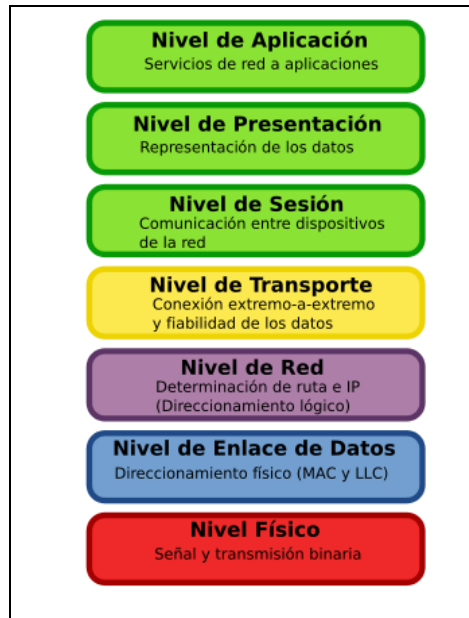 Nivel de Aplicación
Servicios de red a aplicaciones
Nivel de Presentación
Representación de los datos
Nivel de Sesión
Comunicación entre dispositivos
de la red
Nivel de Transporte
Conexión extremo-a-extremo
y fiabilidad de los datos
Nivel de Red
Determinación de ruta e IP
(Direccionamiento lógico)
Nivel de Enlace de Datos
Direccionamiento físico (MAC y LLC)
Nivel Físico
Señal y transmisión binaria